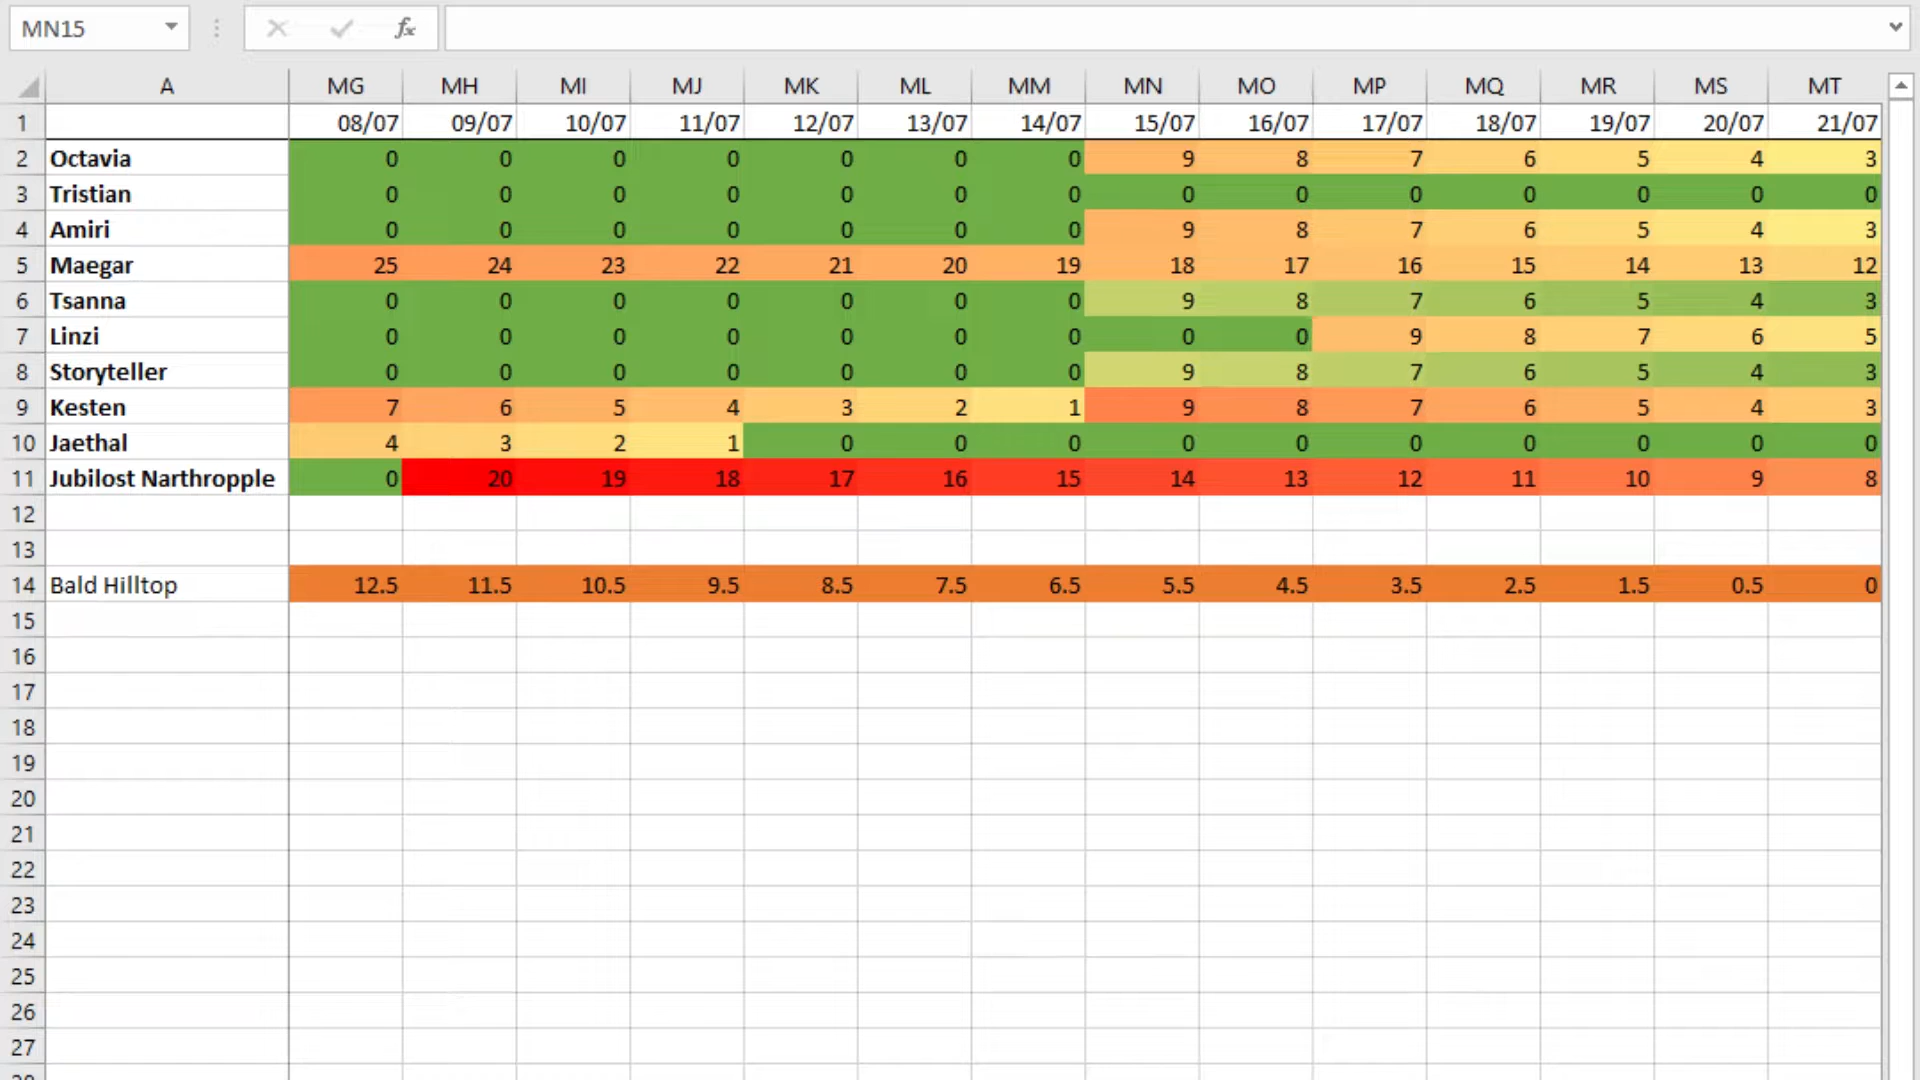 MN15 fx
A MG MH MI MJ MK ML MM MN MO MP MQ MR MS MT
1 08/07 09/07 10/07 11/07 12/07 13/07 14/07 15/07 16/07 17/07 18/07 19/07 20/07 21/07
2 Octavia 0 0 0 0 0 0 0 9 8 7 6 5 4 3
3 Tristian 0 0 0 0 0 0 0 0 0 0 0 0 0 0
4 Amiri 0 0 0 0 0 0 0 9 8 7 6 5 4 3
5 Maegar 25 24 23 22 21 20 19 18 17 16 15 14 13 12
6 Tsanna 0 0 0 0 0 0 0 9 8 7 6 5 4 3
7 Linzi 0 0 0 0 0 0 0 0 0 9 8 7 6 5
8 Storyteller 0 0 0 0 0 0 0 9 8 7 6 5 4 3
9 Kesten 7 6 5 4 3 2 1 9 8 7 6 5 4 3
10 Jaethal 4 3 2 1 0 0 0 0 0 0 0 0 0 0
11 Jubilost Narthropple 0 20 19 18 17 16 15 14 13 12 11 10 9 8
12
13
14 Bald Hilltop 12.5 11.5 10.5 9.5 8.5 7.5 6.5 5.5 4.5 3.5 2.5 1.5 0.5 0
15
16
17
18
19
20
21
22
23
24
25
26
27